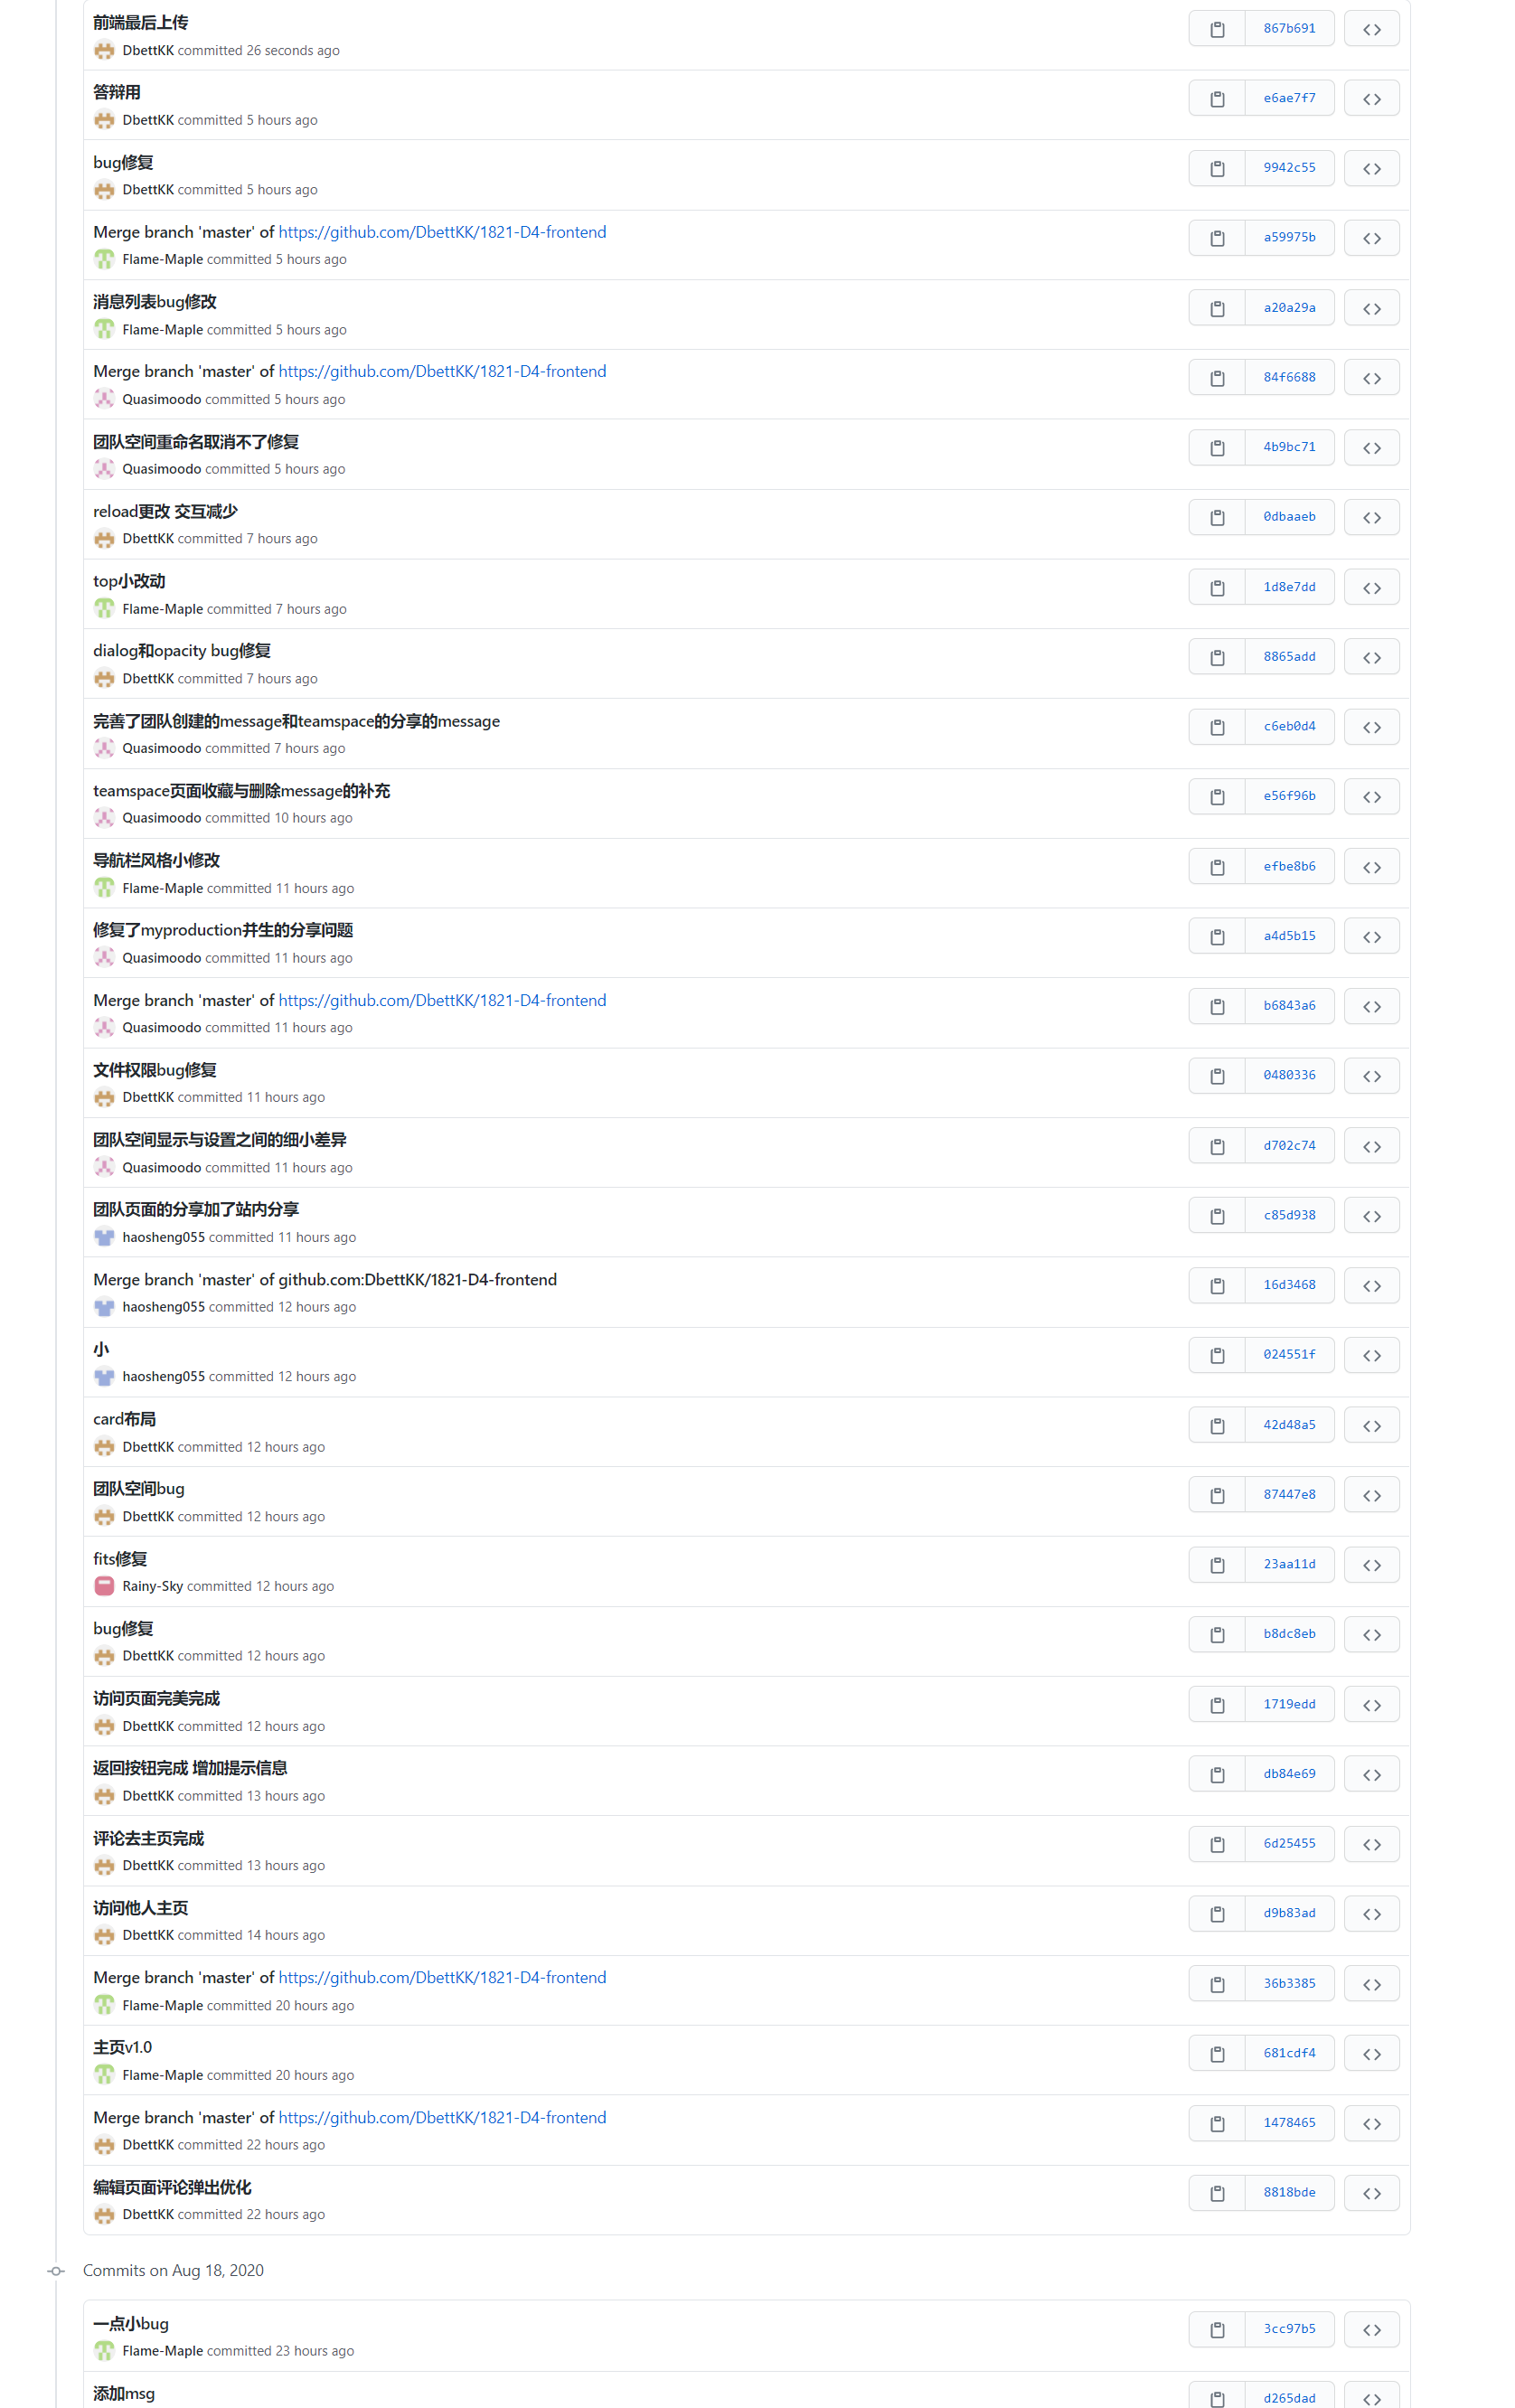 前端最后上传
867b691
DbettKK committed 26 seconds ago
答辩用
e6ae7f7
DbettKK committed 5 hours ago
bug修复
9942c55
DbettKK committed 5 hours ago
Merge branch 'master' of https://github.com/DbettKK/1821-D4-frontend
a59975b
Flame-Maple committed 5 hours ago
消息列表bug修改
a20a29a
Flame-Maple committed 5 hours ago
Merge branch 'master' of https://github.com/DbettKK/1821-D4-frontend
84f6688
Quasimoodo committed 5 hours ago
团队空间重命名取消不了修复
4b9bc71
Quasimoodo committed 5 hours ago
reload更改 交互减少
0dbaaeb
DbettKK committed 7 hours ago
top小改动
1d8e7dd
Flame-Maple committed 7 hours ago
dialog和opacity bug修复
8865add
DbettKK committed 7 hours ago
完善了团队创建的message和teamspace的分享的message
c6eb0d4
Quasimoodo committed 7 hours ago
teamspace页面收藏与删除message的补充
e56f96b
Quasimoodo committed 10 hours ago
导航栏风格小修改
efbe8b6
Flame-Maple committed 11 hours ago
修复了myproduction并生的分享问题
a4d5b15
Quasimoodo committed 11 hours ago
Merge branch 'master' of https://github.com/DbettKK/1821-D4-frontend
b6843a6
Quasimoodo committed 11 hours ago
文件权限bug修复
0480336
DbettKK committed 11 hours ago
团队空间显示与设置之间的细小差异
d702c74
Quasimoodo committed 11 hours ago
团队页面的分享加了站内分享
c85d938
haosheng055 committed 11 hours ago
Merge branch 'master' of github.com:DbettKK/1821-D4-frontend
16d3468
haosheng055 committed 12 hours ago
小
024551f
haosheng055 committed 12 hours ago
card布局
42d48a5
DbettKK committed 12 hours ago
团队空间bug
87447e8
DbettKK committed 12 hours ago
fits修复
23aa11d
Rainy-Sky committed 12 hours ago
bug修复
b8dc8eb
DbettKK committed 12 hours ago
访问页面完美完成
1719edd
DbettKK committed 12 hours ago
返回按钮完成 增加提示信息
db84e69
DbettKK committed 13 hours ago
评论去主页完成
6d25455
DbettKK committed 13 hours ago
访问他人主页
d9b83ad
DbettKK committed 14 hours ago
Merge branch 'master' of https://github.com/DbettKK/1821-D4-frontend
36b3385
Flame-Maple committed 20 hours ago
主页v1.0
681cdf4
Flame-Maple committed 20 hours ago
Merge branch 'master' of https://github.com/DbettKK/1821-D4-frontend
1478465
DbettKK committed 22 hours ago
编辑页面评论弹出优化
8818bde
DbettKK committed 22 hours ago
Commits on Aug 18, 2020
一点小bug
3cc97b5
Flame-Maple committed 23 hours ago
添加msg
d265dad